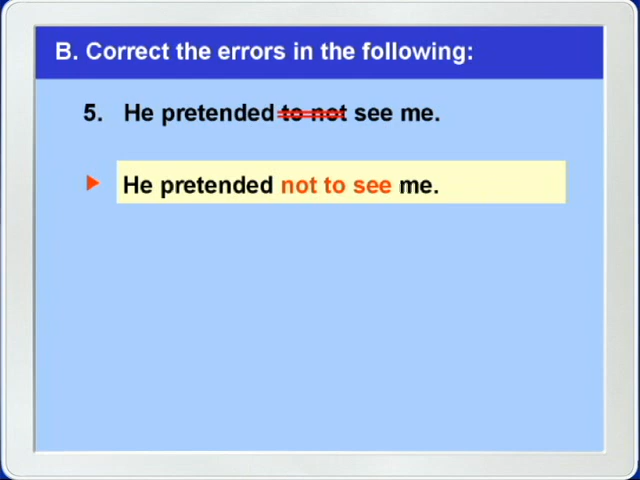 B. Correct the errors in the following:
5. He pretended to not see me.
He pretended not to see me.